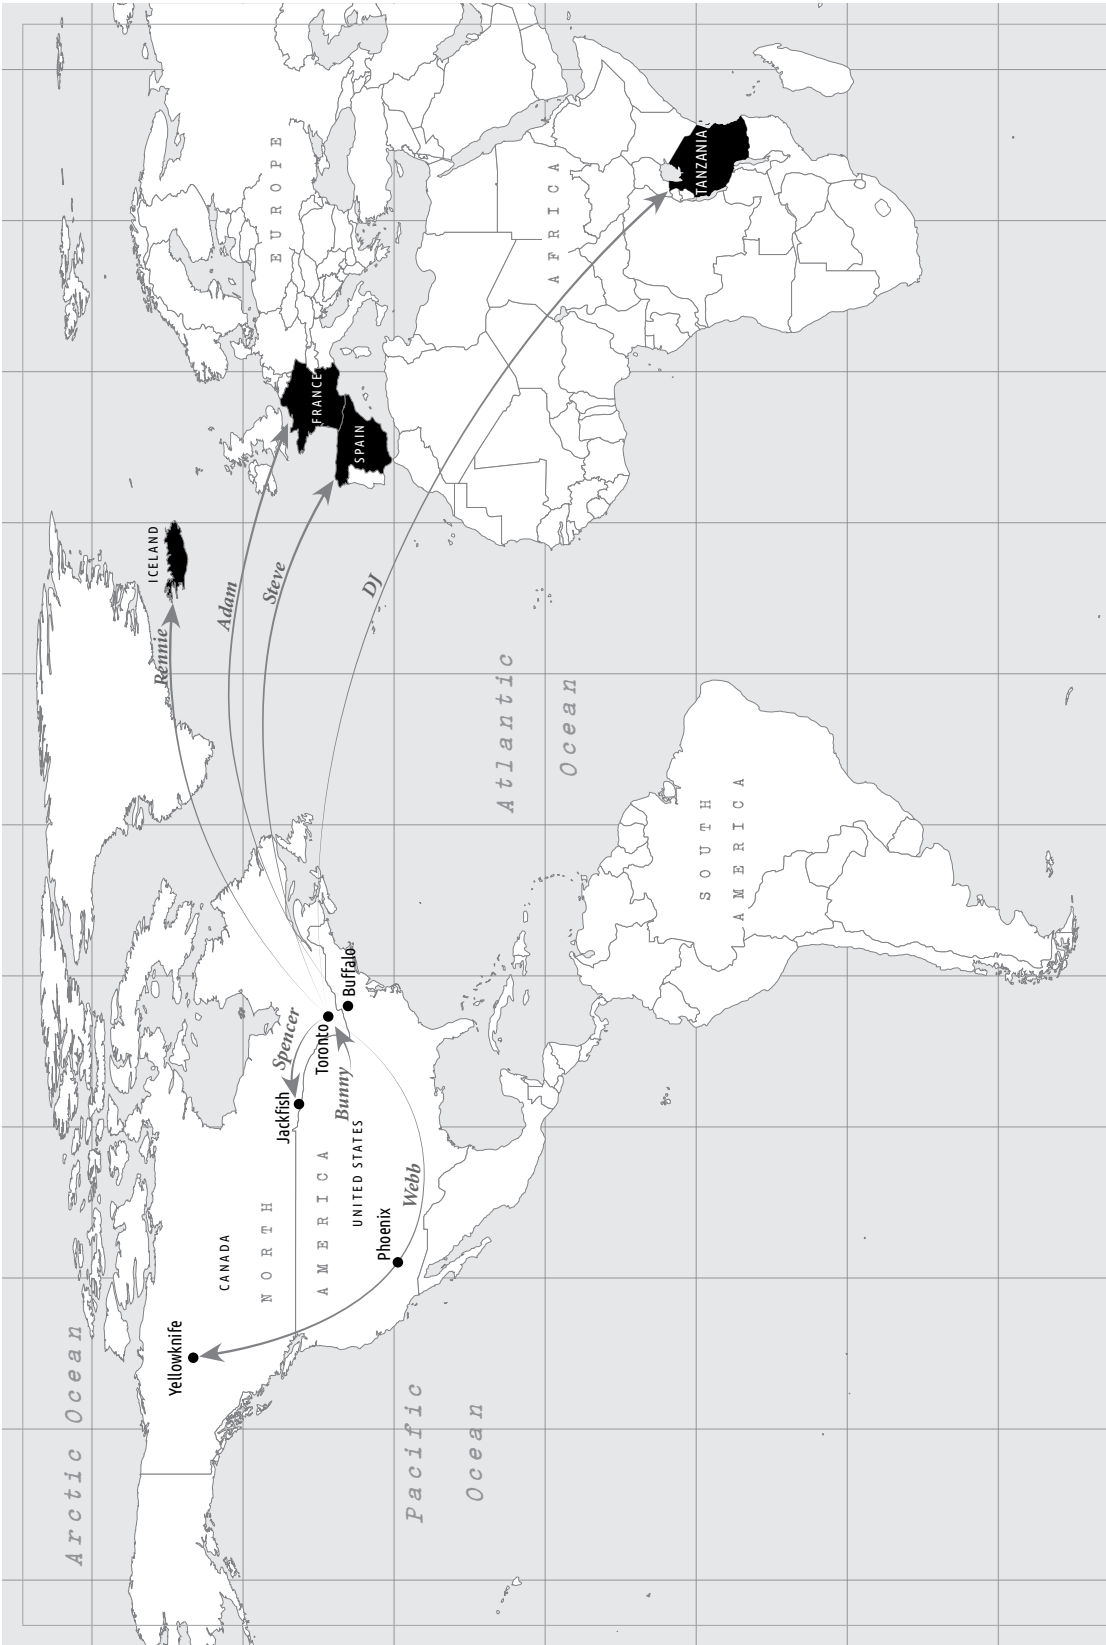 Arctic Ocean
Yellowknife
CANADA
NORTH
AMERICA
UNITED STATES
Phoenix
Webb
Jackfish
Spencer
Toronto
Bunny
Buffalo
Pacific
Ocean
Rennie
ICELAND
Adam
Steve
DJ
Atlantic
Ocean
SOUTH
AMERICA
EUROPE
FRANCE
SPAIN
AFRICA
TANZANIA